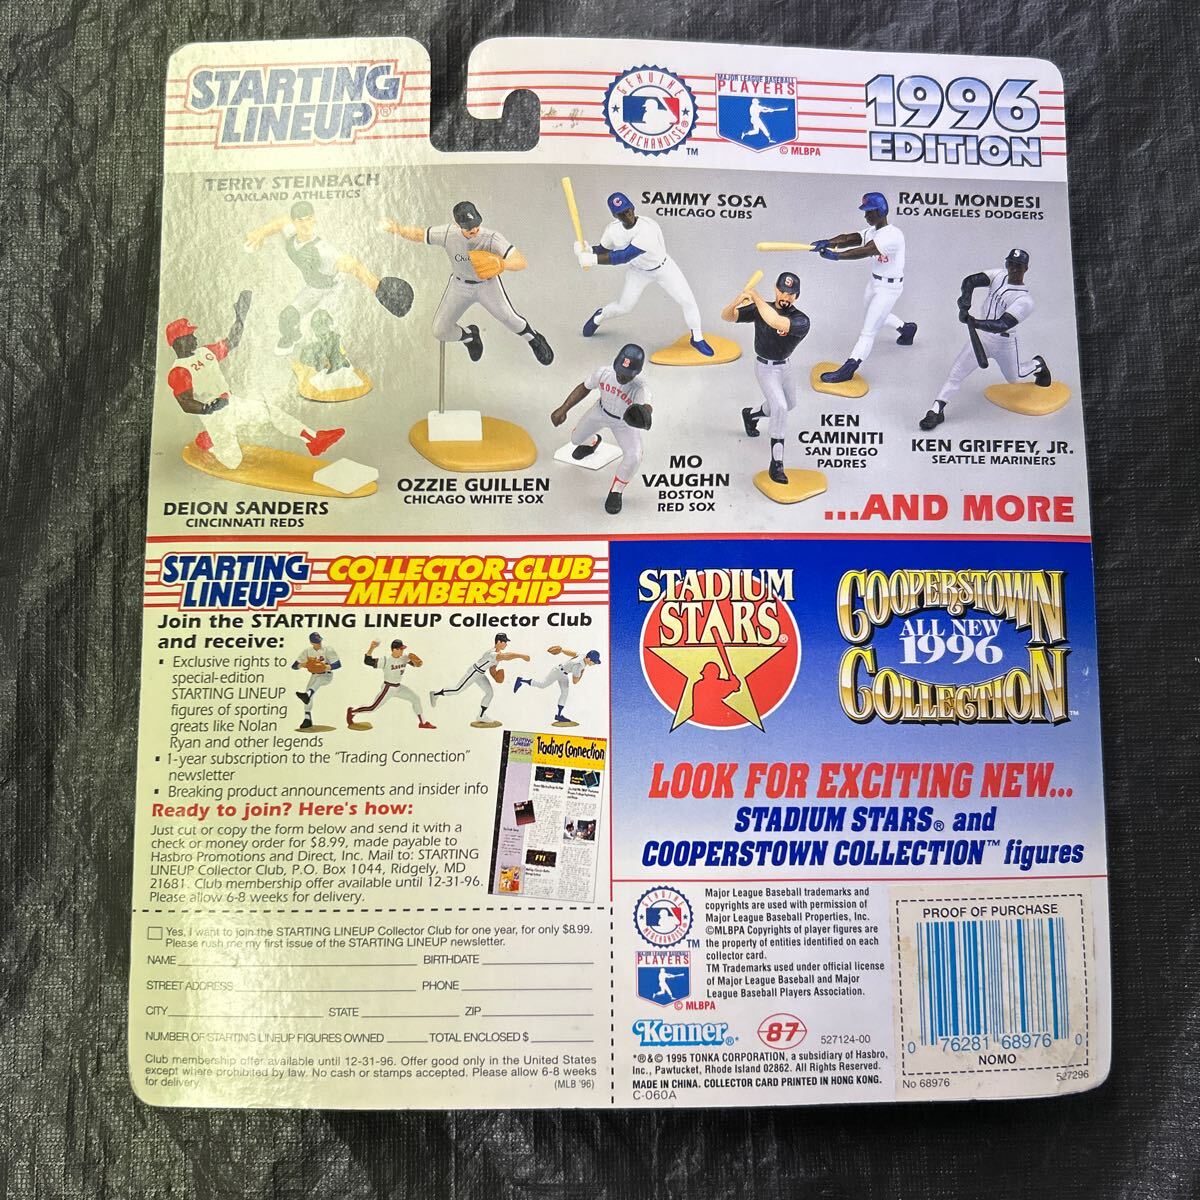 STARTING
LINEUP®
GENUINE
MERCHANDISE®
TM
MAJOR LEAGUE BASEBALL
PLAYERS
© MLBPA
1996
EDITION
TERRY STEINBACH
OAKLAND ATHLETICS
SAMMY SOSA
CHICAGO CUBS
RAUL MONDESI
LOS ANGELES DODGERS
DEION SANDERS
CINCINNATI REDS
OZZIE GUILLEN
CHICAGO WHITE SOX
MO
VAUGHN
BOSTON
RED SOX
KEN
CAMINITI
SAN DIEGO
PADRES
KEN GRIFFEY, JR.
SEATTLE MARINERS
24
BOSTON
43
...AND MORE
STARTING
LINEUP®
COLLECTOR CLUB
MEMBERSHIP
Join the STARTING LINEUP Collector Club
and receive:
▪ Exclusive rights to
special-edition
STARTING LINEUP
figures of sporting
greats like Nolan
Ryan and other legends
▪ 1-year subscription to the "Trading Connection"
newsletter
▪ Breaking product announcements and insider info
Trading Connection
Ready to join? Here's how:
Just cut or copy the form below and send it with a
check or money order for $8.99, made payable to
Hasbro Promotions and Direct, Inc. Mail to: STARTING
LINEUP Collector Club, P.O. Box 1044, Ridgely, MD
21681. Club membership offer available until 12-31-96.
Please allow 6-8 weeks for delivery.
Yes, I want to join the STARTING LINEUP Collector Club for one year, for only $8.99.
Please rush me my first issue of the STARTING LINEUP newsletter.
NAME BIRTHDATE
STREET ADDRESS PHONE
CITY STATE ZIP
NUMBER OF STARTING LINEUP FIGURES OWNED TOTAL ENCLOSED $
Club membership offer available until 12-31-96. Offer good only in the United States
except where prohibited by law. No cash or stamps accepted. Please allow 6-8 weeks
for delivery. (MLB '96)
STADIUM
STARS®
COOPERSTOWN
ALL NEW
1996
COLLECTION™
LOOK FOR EXCITING NEW...
STADIUM STARS® and
COOPERSTOWN COLLECTION™ figures
GENUINE
MERCHANDISE
TM
MAJOR LEAGUE BASEBALL
PLAYERS
© MLBPA
Major League Baseball trademarks and
copyrights are used with permission of
Major League Baseball Properties, Inc.
©MLBPA Copyrights of player figures are
the property of entities identified on each
collector card.
TM Trademarks used under official license
of Major League Baseball and Major
League Baseball Players Association.
Kenner® 87 527124-00
*®&© 1995 TONKA CORPORATION, a subsidiary of Hasbro,
Inc., Pawtucket, Rhode Island 02862. All Rights Reserved.
MADE IN CHINA. COLLECTOR CARD PRINTED IN HONG KONG.
C-060A
PROOF OF PURCHASE
0 76281 68976 0
NOMO
No 68976
527296